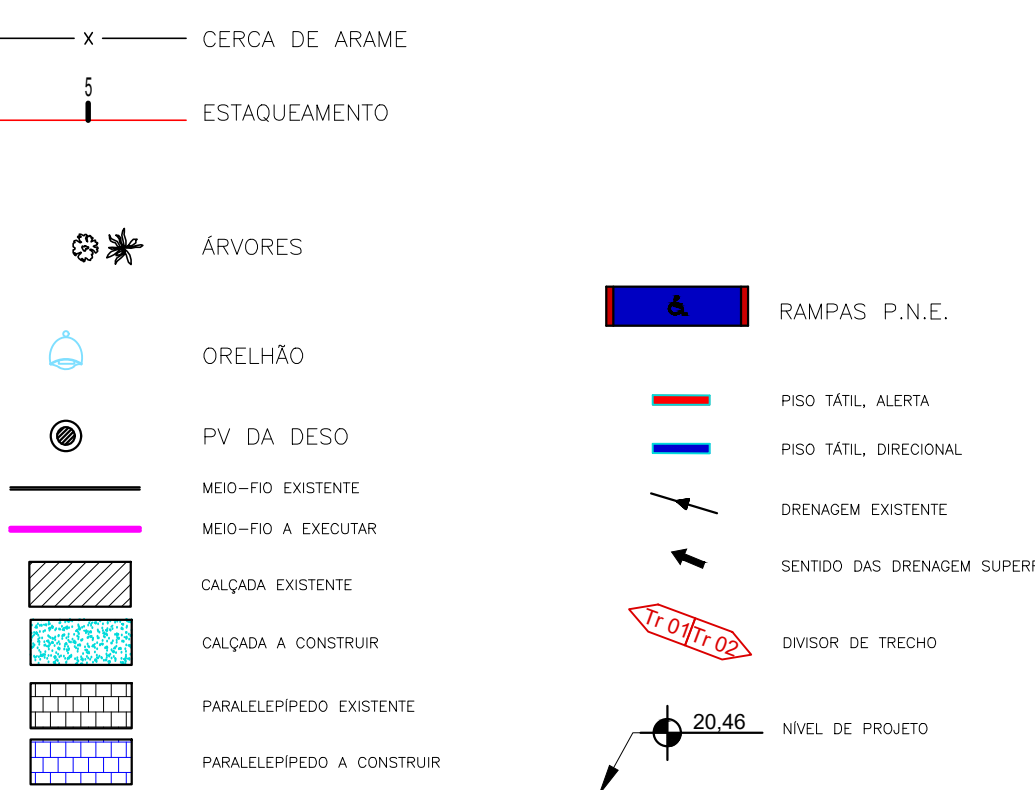 x CERCA DE ARAME
5
ESTAQUEAMENTO
ÁRVORES
ORELHÃO
PV DA DESO
MEIO-FIO EXISTENTE
MEIO-FIO A EXECUTAR
CALÇADA EXISTENTE
CALÇADA A CONSTRUIR
PARALELEPÍPEDO EXISTENTE
PARALELEPÍPEDO A CONSTRUIR
RAMPAS P.N.E.
PISO TÁTIL, ALERTA
PISO TÁTIL, DIRECIONAL
DRENAGEM EXISTENTE
SENTIDO DAS DRENAGEM
Tr 01 Tr 02 DIVISOR DE TRECHO
20,46 NÍVEL DE PROJETO